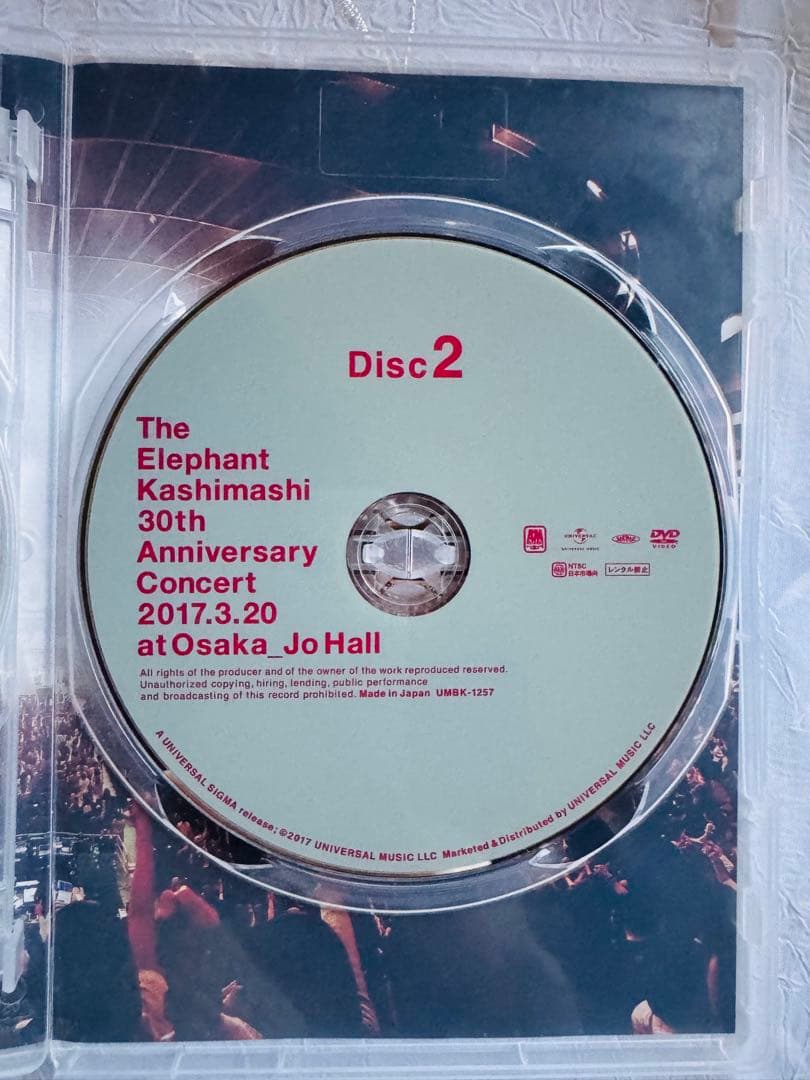 Disc 2
The
Elephant
Kashimashi
30th
Anniversary
Concert
2017.3.20
at Osaka_Jo Hall
UNIVERSAL
DVD
VIDEO
NTSC
日本市場向
レンタル禁止
All rights of the producer and of the owner of the work reproduced reserved.
Unauthorized copying, hiring, lending, public performance
and broadcasting of this record prohibited. Made in Japan UMBK-1257
A UNIVERSAL SIGMA release; ©2017 UNIVERSAL MUSIC LLC Marketed & Distributed by UNIVERSAL MUSIC LLC